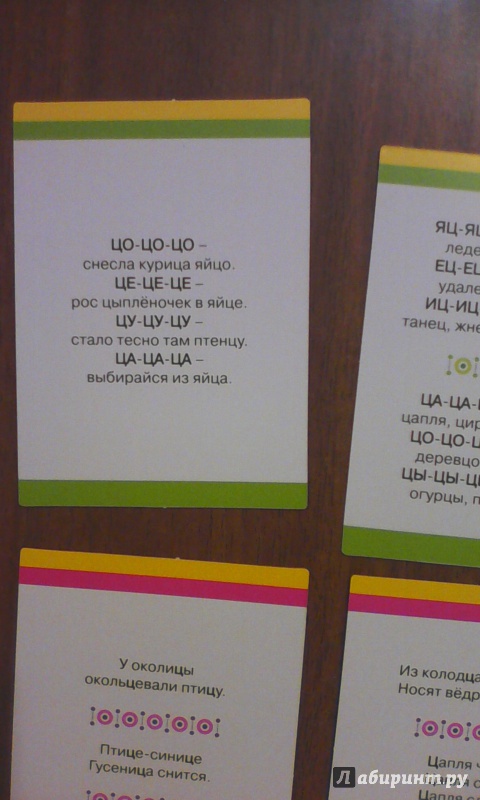 ЦО-ЦО-ЦО –
снесла курица яйцо.
ЦЕ-ЦЕ-ЦЕ –
рос цыплёночек в яйце.
ЦУ-ЦУ-ЦУ –
стало тесно там птенцу.
ЦА-ЦА-ЦА –
выбирайся из яйца.
ЯЦ-ЯЦ
леде
ЕЦ-ЕЦ
удале
ИЦ-ИЦ
танец, жне
ЦА-ЦА-
цапля, цир
ЦО-ЦО-Ц
деревцо
ЦЫ-ЦЫ-Ц
огурцы, п
У околицы
окольцевали птицу.
Птице-синице
Гусеница снится.
Из колодца
Носят вёдр
Цапля ч
Цапля с
Цапля
Лабиринт.ру